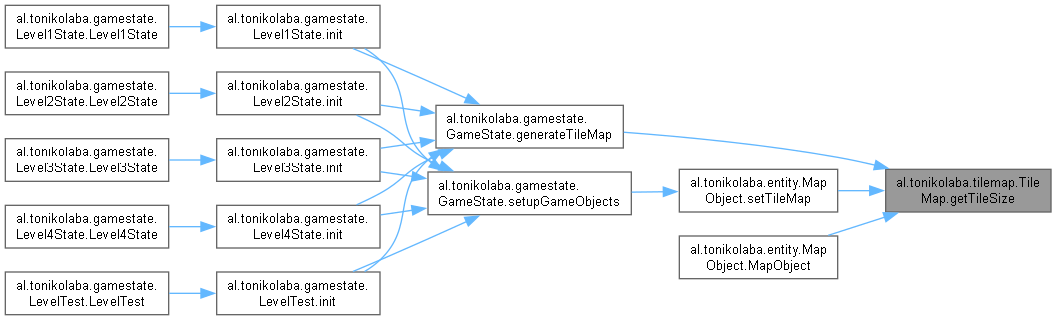 al.tonikolaba.gamestate.
Level1State.Level1State
al.tonikolaba.gamestate.
Level1State.init
al.tonikolaba.gamestate.
Level2State.Level2State
al.tonikolaba.gamestate.
Level2State.init
al.tonikolaba.gamestate.
GameState.generateTileMap
al.tonikolaba.gamestate.
Level3State.Level3State
al.tonikolaba.gamestate.
Level3State.init
al.tonikolaba.gamestate.
GameState.setupGameObjects
al.tonikolaba.entity.Map
Object.setTileMap
al.tonikolaba.tilemap.Tile
Map.getTileSize
al.tonikolaba.gamestate.
Level4State.Level4State
al.tonikolaba.gamestate.
Level4State.init
al.tonikolaba.entity.Map
Object.MapObject
al.tonikolaba.gamestate.
LevelTest.LevelTest
al.tonikolaba.gamestate.
LevelTest.init